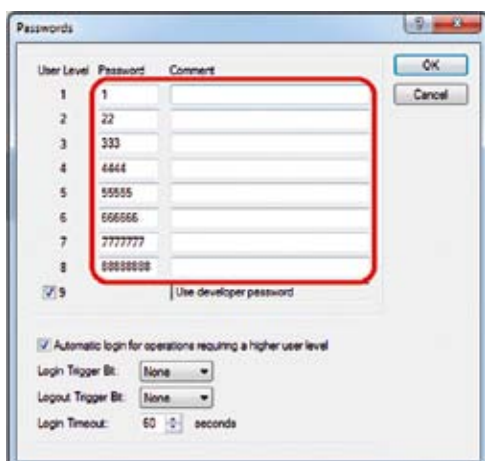 Passwords
User Level Password Comment
OK
Cancel
1 1
2 22
3 333
4 4444
5 55555
6 666666
7 7777777
8 88888888
9 Use developer password
Automatic login for operations requiring a higher user level
Login Trigger Bit: None
Logout Trigger Bit: None
Login Timeout: 60 seconds